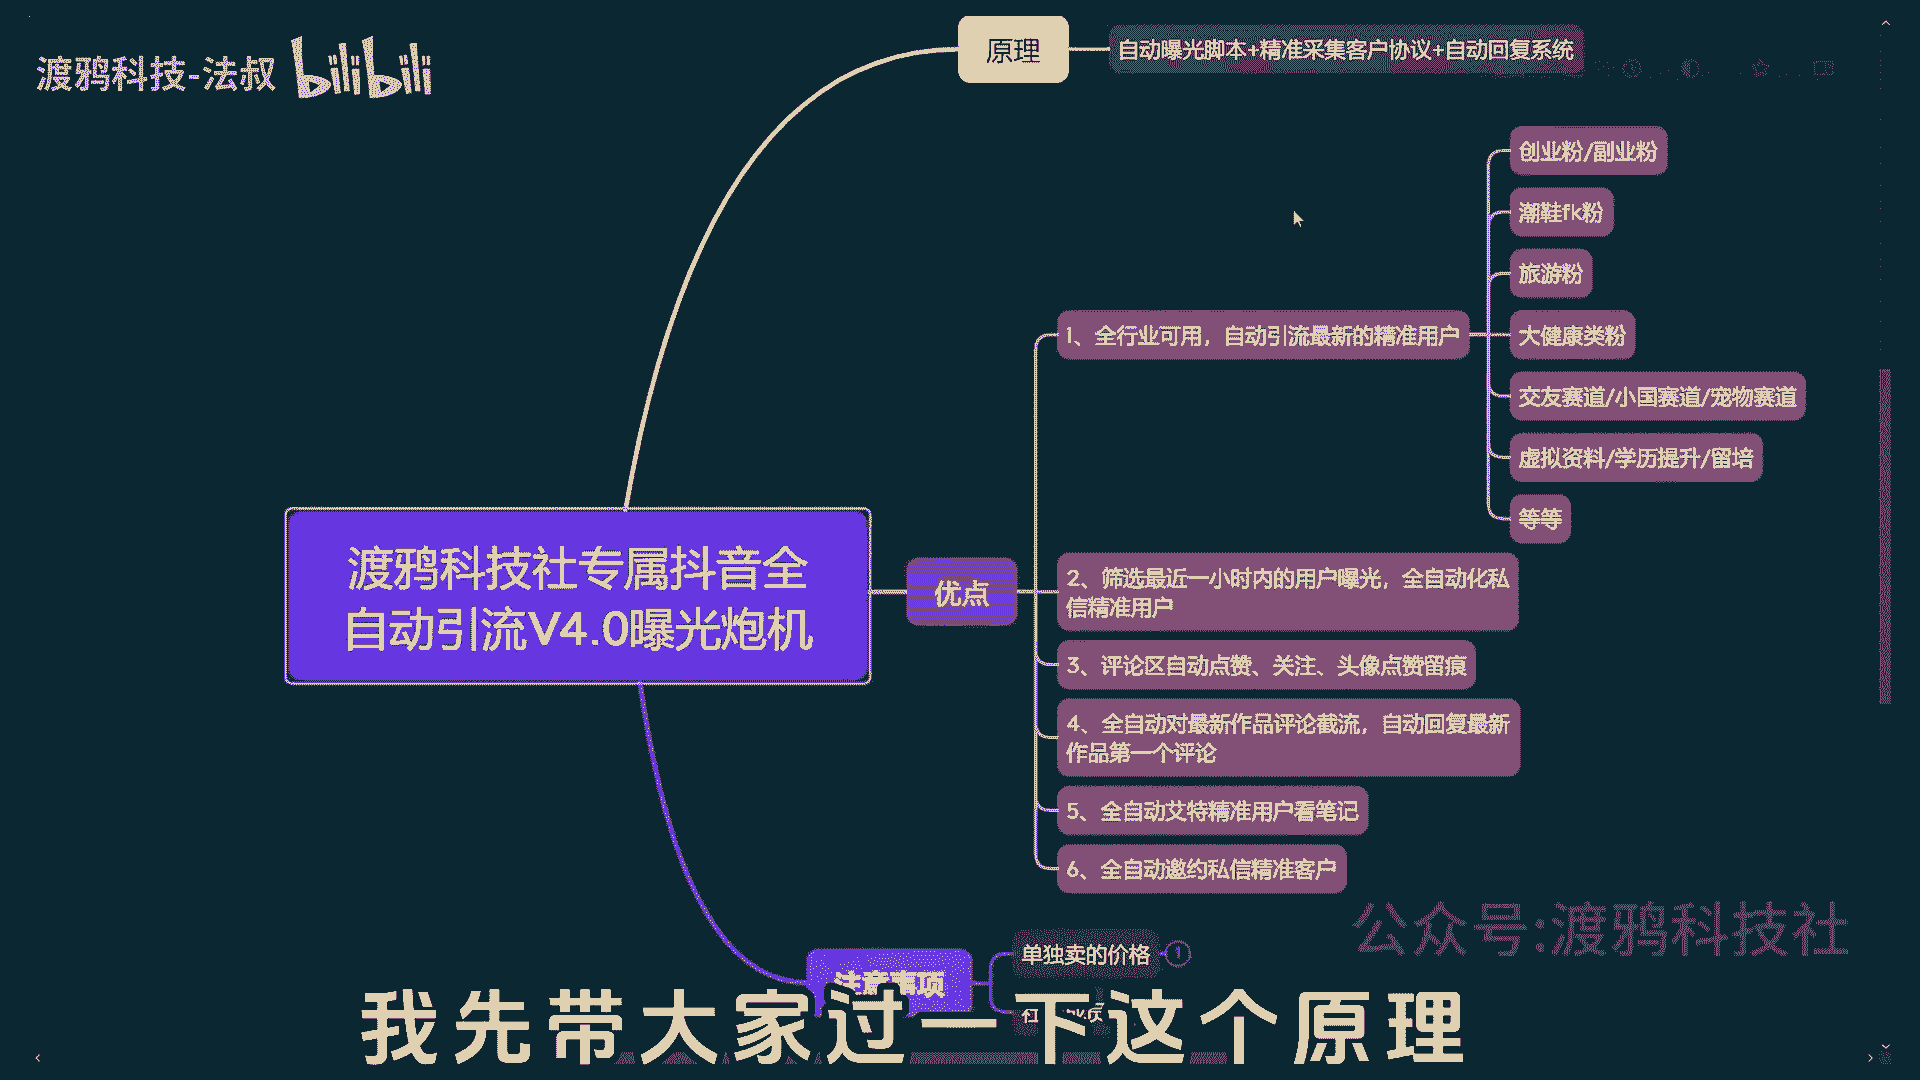 渡鸦科技-法叔 bilibili
原理
自动曝光脚本+精准采集客户协议+自动回复系统
创业粉/副业粉
潮鞋fk粉
旅游粉
1、全行业可用，自动引流最新的精准用户
大健康类粉
交友赛道/小国赛道/宠物赛道
虚拟资料/学历提升/留培
等等
渡鸦科技社专属抖音全
自动引流V4.0曝光炮机
优点
2、筛选最近一小时内的用户曝光，全自动化私
信精准用户
3、评论区自动点赞、关注、头像点赞留痕
4、全自动对最新作品评论截流，自动回复最新
作品第一个评论
5、全自动艾特精准用户看笔记
6、全自动邀约私信精准客户
公众号:渡鸦科技社
注意事项
单独卖的价格 1
我先带大家过一下这个原理